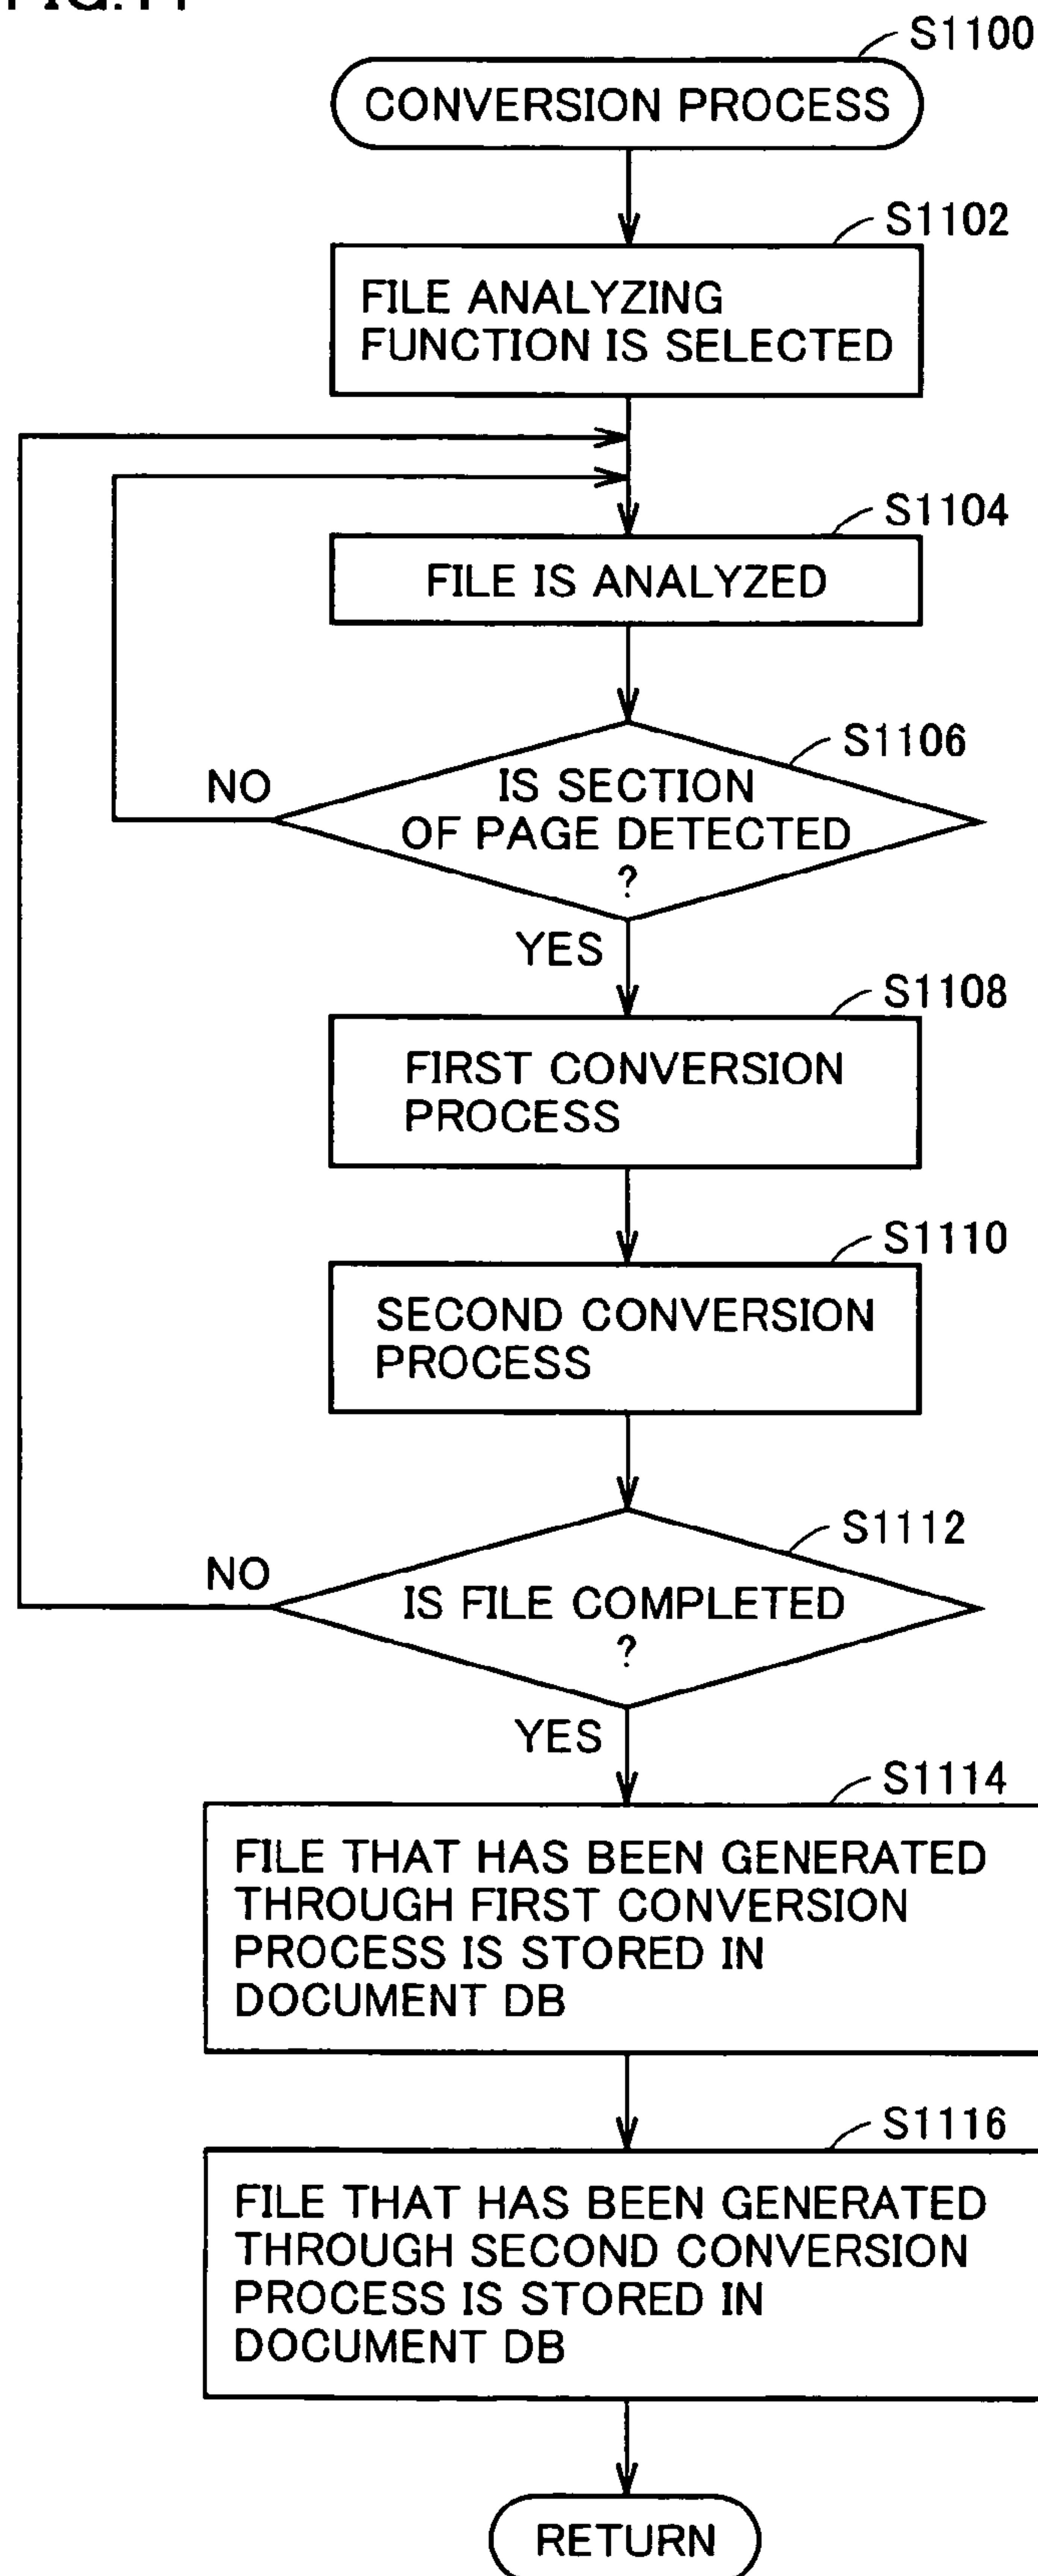 S1100
CONVERSION PROCESS
S1102
FILE ANALYZING
FUNCTION IS SELECTED
S1104
FILE IS ANALYZED
S1106
NO
IS SECTION
OF PAGE DETECTED
?
YES
S1108
FIRST CONVERSION
PROCESS
S1110
SECOND CONVERSION
PROCESS
S1112
NO
IS FILE COMPLETED
?
YES
S1114
FILE THAT HAS BEEN GENERATED
THROUGH FIRST CONVERSION
PROCESS IS STORED IN
DOCUMENT DB
S1116
FILE THAT HAS BEEN GENERATED
THROUGH SECOND CONVERSION
PROCESS IS STORED IN
DOCUMENT DB
RETURN